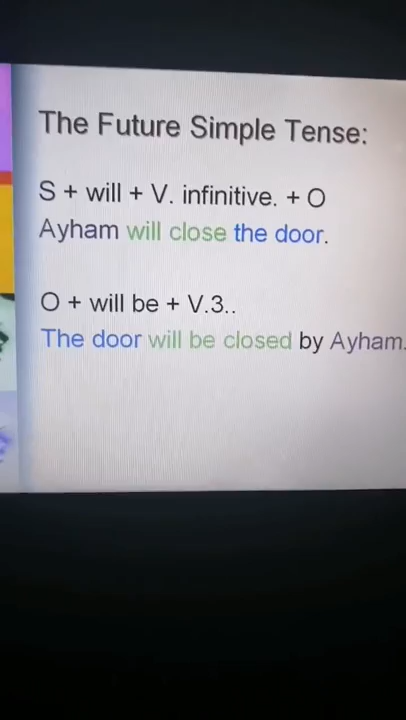 The Future Simple Tense:
S + will + V. infinitive. + O
Ayham will close the door.
O + will be + V.3..
The door will be closed by Ayham.